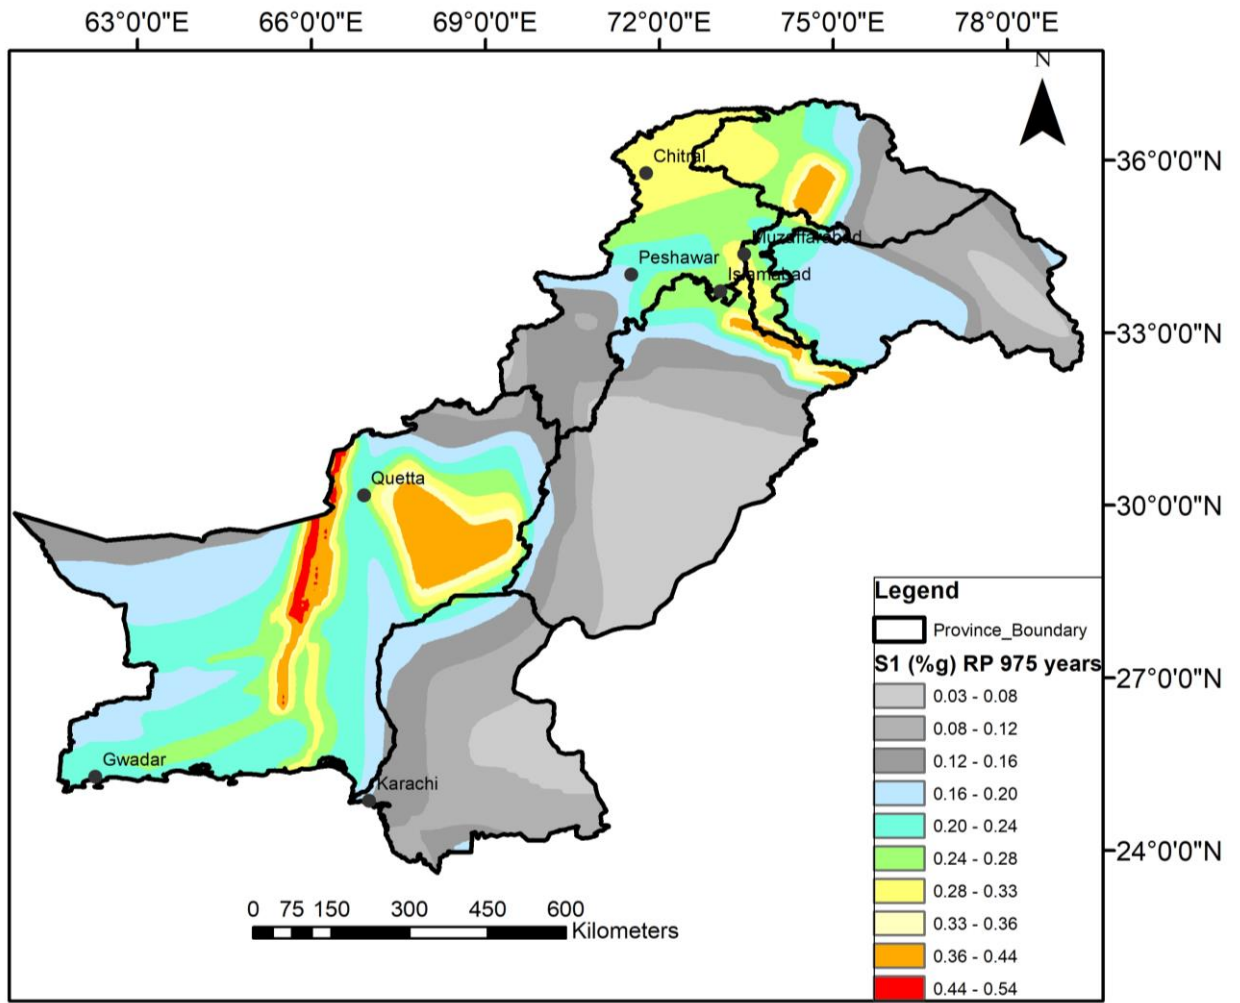 63°0'0"E 66°0'0"E 69°0'0"E 72°0'0"E 75°0'0"E 78°0'0"E
N
Chitral
36°0'0"N
Muzaffarabad
Peshawar
Islamabad
33°0'0"N
Quetta
30°0'0"N
Legend
Province_Boundary
S1 (%g) RP 975 years
27°0'0"N
0.03 - 0.08
0.08 - 0.12
0.12 - 0.16
Gwadar
Karachi
0.16 - 0.20
0.20 - 0.24
24°0'0"N
0.24 - 0.28
0.28 - 0.33
0.33 - 0.36
0.36 - 0.44
0.44 - 0.54
0 75 150 300 450 600
Kilometers